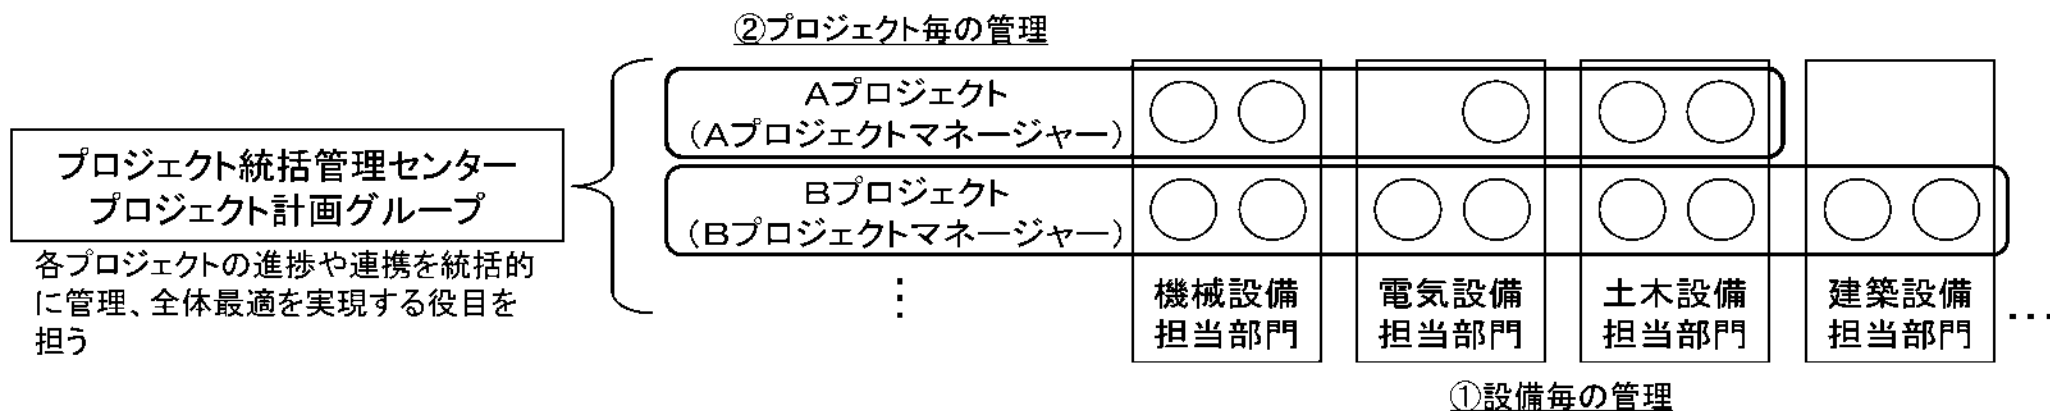 ②プロジェクト毎の管理
Aプロジェクト
(Aプロジェクトマネージャー)
プロジェクト統括管理センター
プロジェクト計画グループ
Bプロジェクト
(Bプロジェクトマネージャー)
各プロジェクトの進捗や連携を統括的
に管理、全体最適を実現する役目を
担う
⋮
機械設備
担当部門
電気設備
担当部門
土木設備
担当部門
建築設備
担当部門
…
①設備毎の管理